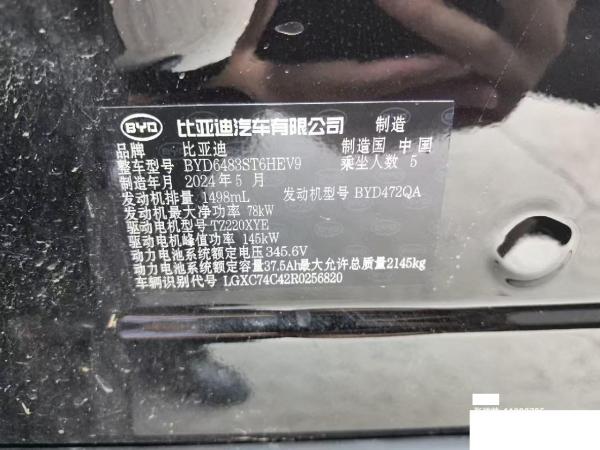 BYD 比亚迪汽车有限公司 制造
品牌 比亚迪 制造国 中国
整车型号 BYD6483ST6HEV9 乘坐人数 5
制造年月 2024年5月
发动机排量 1498mL 发动机型号 BYD472QA
发动机最大净功率 78kW
驱动电机型号 TZ220XYE
驱动电机峰值功率 145kW
动力电池系统额定电压 345.6V
动力电池系统额定容量 37.5Ah 最大允许总质量 2145kg
车辆识别代号 LGXC74C42R0256820